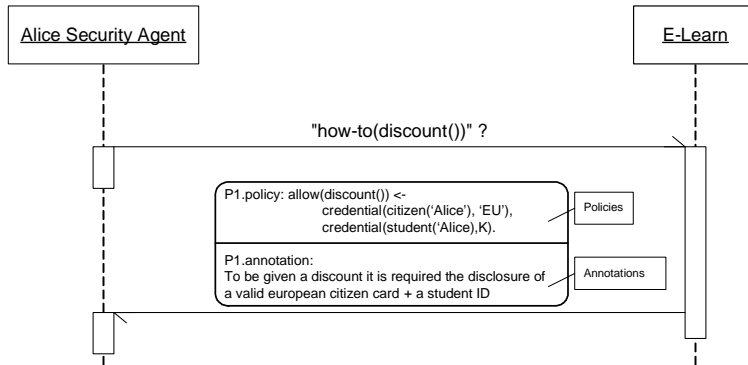 Alice Security Agent
E-Learn
"how-to(discount())" ?
P1.policy: allow(discount()) <-
credential(citizen(‘Alice’), ‘EU’),
credential(student(‘Alice),K).
Policies
P1.annotation:
To be given a discount it is required the disclosure of
a valid european citizen card + a student ID
Annotations